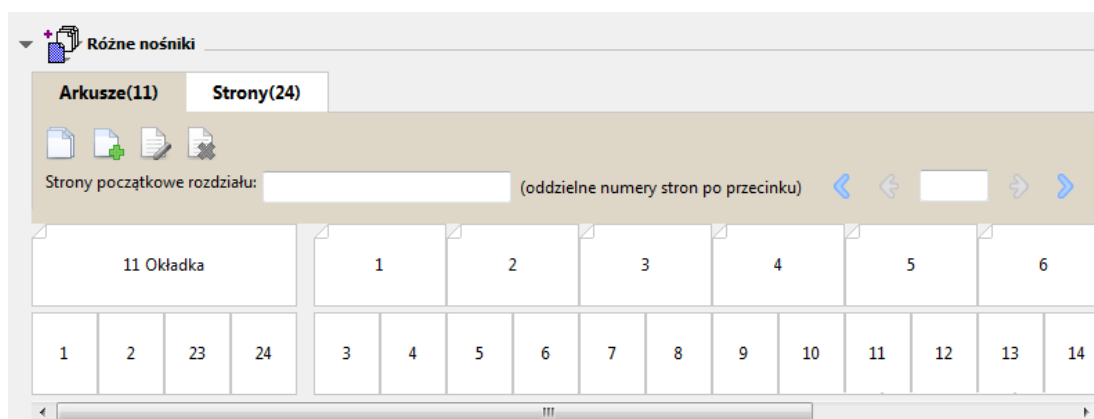 Różne nośniki
Arkusze(11) Strony(24)
Strony początkowe rozdziału: (oddzielne numery stron po przecinku)
11 Okładka 1 2 3 4 5 6
1 2 23 24 3 4 5 6 7 8 9 10 11 12 13 14